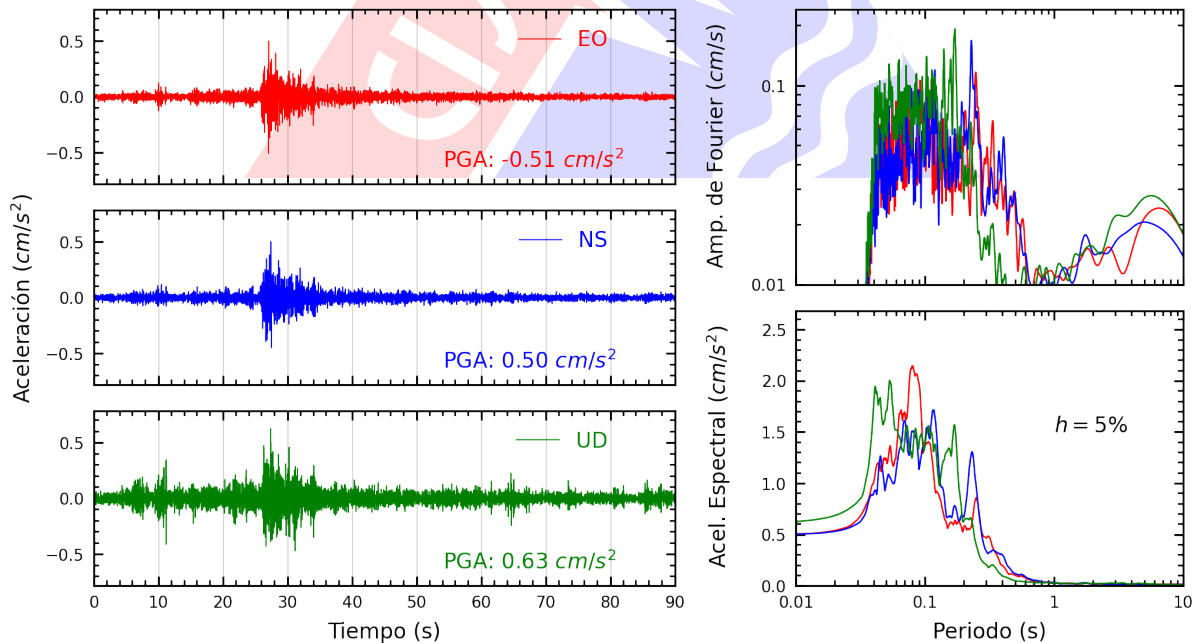 Aceleración (cm/s²)
0.5
0.0
−0.5
EO
PGA: -0.51 cm/s²
0.5
0.0
−0.5
NS
PGA: 0.50 cm/s²
0.5
0.0
−0.5
UD
PGA: 0.63 cm/s²
0 10 20 30 40 50 60 70 80 90
Tiempo (s)
Amp. de Fourier (cm/s)
0.1
0.01
Acel. Espectral (cm/s²)
2.5
2.0
1.5
1.0
0.5
0.0
h = 5%
0.01 0.1 1 10
Periodo (s)